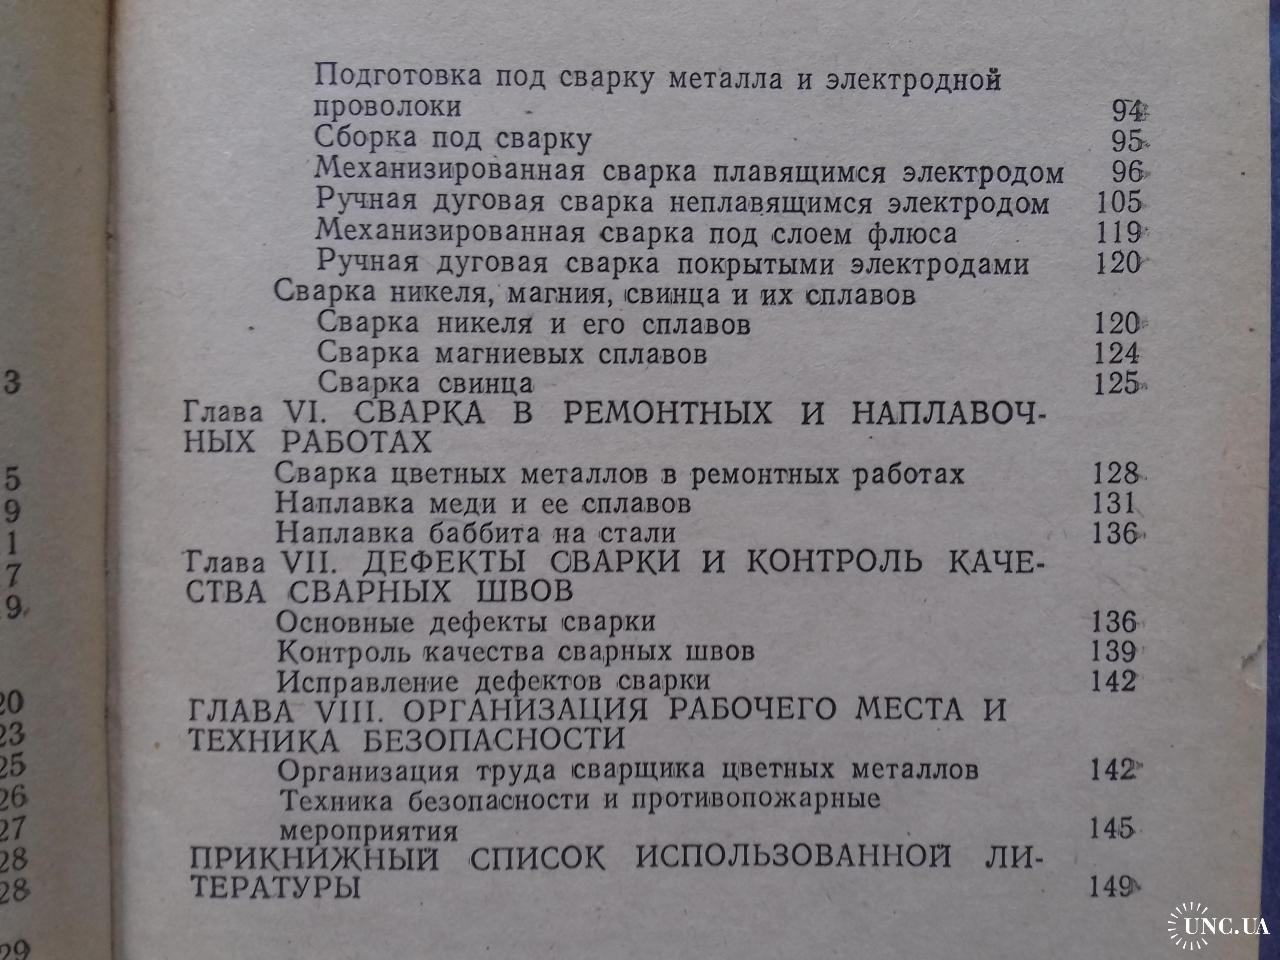 3
5
9
1
7
9
20
23
25
26
27
28
28
29
Подготовка под сварку металла и электродной
проволоки 94
Сборка под сварку 95
Механизированная сварка плавящимся электродом 96
Ручная дуговая сварка неплавящимся электродом 105
Механизированная сварка под слоем флюса 119
Ручная дуговая сварка покрытыми электродами 120
Сварка никеля, магния, свинца и их сплавов
Сварка никеля и его сплавов 120
Сварка магниевых сплавов 124
Сварка свинца 125
Глава VI. СВАРКА В РЕМОНТНЫХ И НАПЛАВОЧ-
НЫХ РАБОТАХ
Сварка цветных металлов в ремонтных работах 128
Наплавка меди и ее сплавов 131
Наплавка баббита на стали 136
Глава VII. ДЕФЕКТЫ СВАРКИ И КОНТРОЛЬ КАЧЕ-
СТВА СВАРНЫХ ШВОВ
Основные дефекты сварки 136
Контроль качества сварных швов 139
Исправление дефектов сварки 142
ГЛАВА VIII. ОРГАНИЗАЦИЯ РАБОЧЕГО МЕСТА И
ТЕХНИКА БЕЗОПАСНОСТИ
Организация труда сварщика цветных металлов 142
Техника безопасности и противопожарные
мероприятия 145
ПРИКНИЖНЫЙ СПИСОК ИСПОЛЬЗОВАННОЙ ЛИ-
ТЕРАТУРЫ 149
UNC.UA